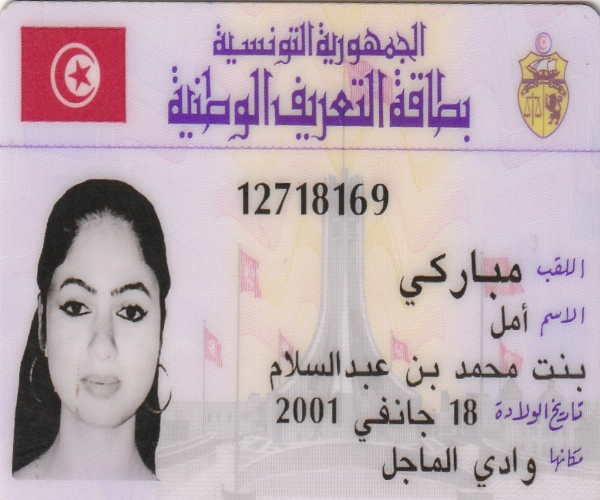 الجمهورية التونسية
بطاقة التعريف الوطنية
12718169
اللقب مباركي
الاسم أمل
بنت محمد بن عبدالسلام
تاريخ الولادة 18 جانفي 2001
مكانها وادي الماجل